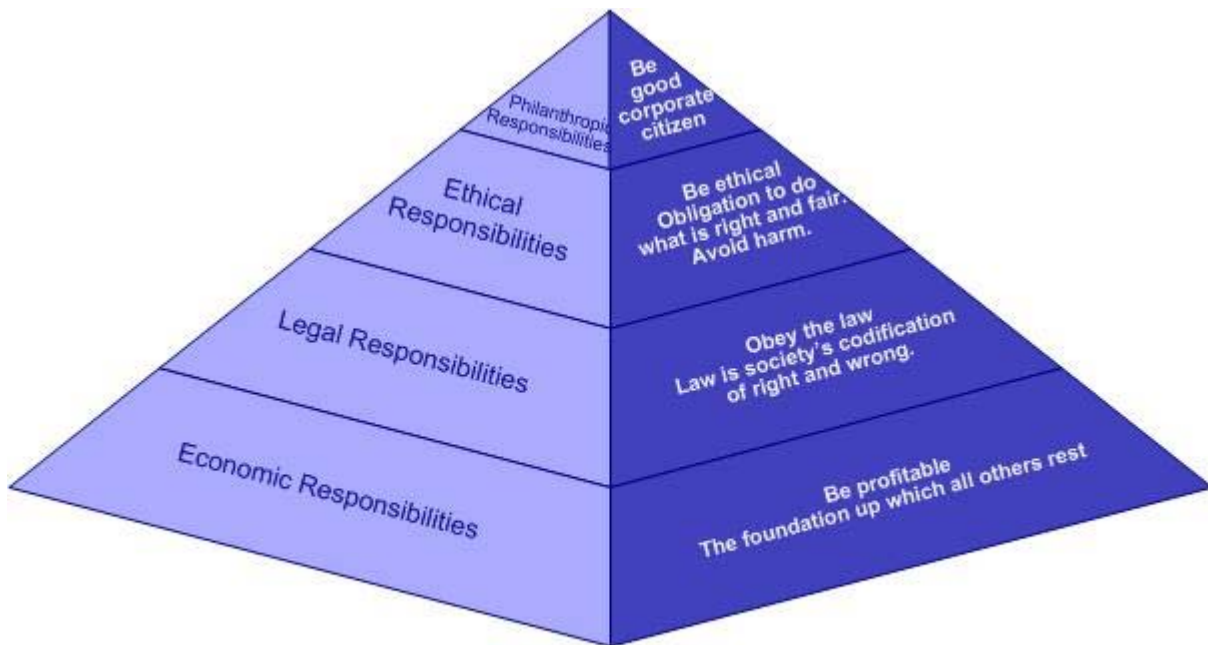 Philanthropic
Responsibilities
Be
good
corporate
citizen
Ethical
Responsibilities
Be ethical
Obligation to do
what is right and fair.
Avoid harm.
Legal Responsibilities
Obey the law
Law is society's codification
of right and wrong.
Economic Responsibilities
Be profitable
The foundation up which all others rest